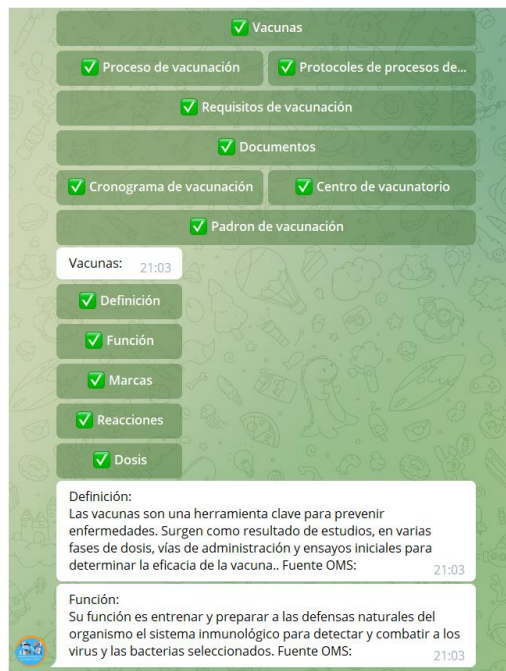 Vacunas
Proceso de vacunación
Protocoles de procesos de...
Requisitos de vacunación
Documentos
Cronograma de vacunación
Centro de vacunatorio
Padron de vacunación
Vacunas: 21:03
Definición
Función
Marcas
Reacciones
Dosis
Definición:
Las vacunas son una herramienta clave para prevenir
enfermedades. Surgen como resultado de estudios, en varias
fases de dosis, vías de administración y ensayos iniciales para
determinar la eficacia de la vacuna.. Fuente OMS: 21:03
Función:
Su función es entrenar y preparar a las defensas naturales del
organismo el sistema inmunológico para detectar y combatir a los
virus y las bacterias seleccionados. Fuente OMS: 21:03